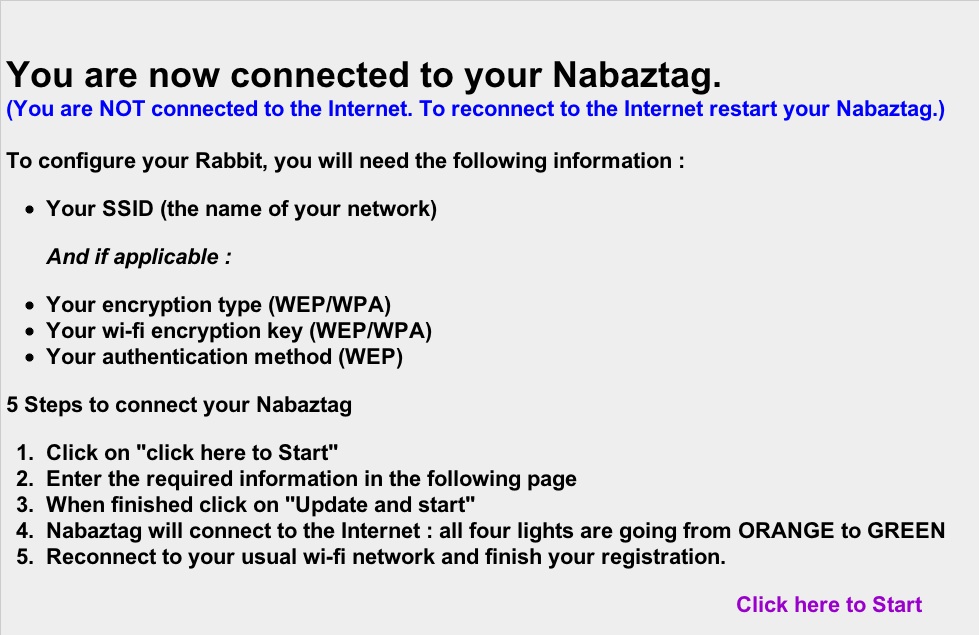 You are now connected to your Nabaztag.
(You are NOT connected to the Internet. To reconnect to the Internet restart your Nabaztag.)
To configure your Rabbit, you will need the following information :
• Your SSID (the name of your network)
And if applicable :
• Your encryption type (WEP/WPA)
• Your wi-fi encryption key (WEP/WPA)
• Your authentication method (WEP)
5 Steps to connect your Nabaztag
1. Click on "click here to Start"
2. Enter the required information in the following page
3. When finished click on "Update and start"
4. Nabaztag will connect to the Internet : all four lights are going from ORANGE to GREEN
5. Reconnect to your usual wi-fi network and finish your registration.
Click here to Start